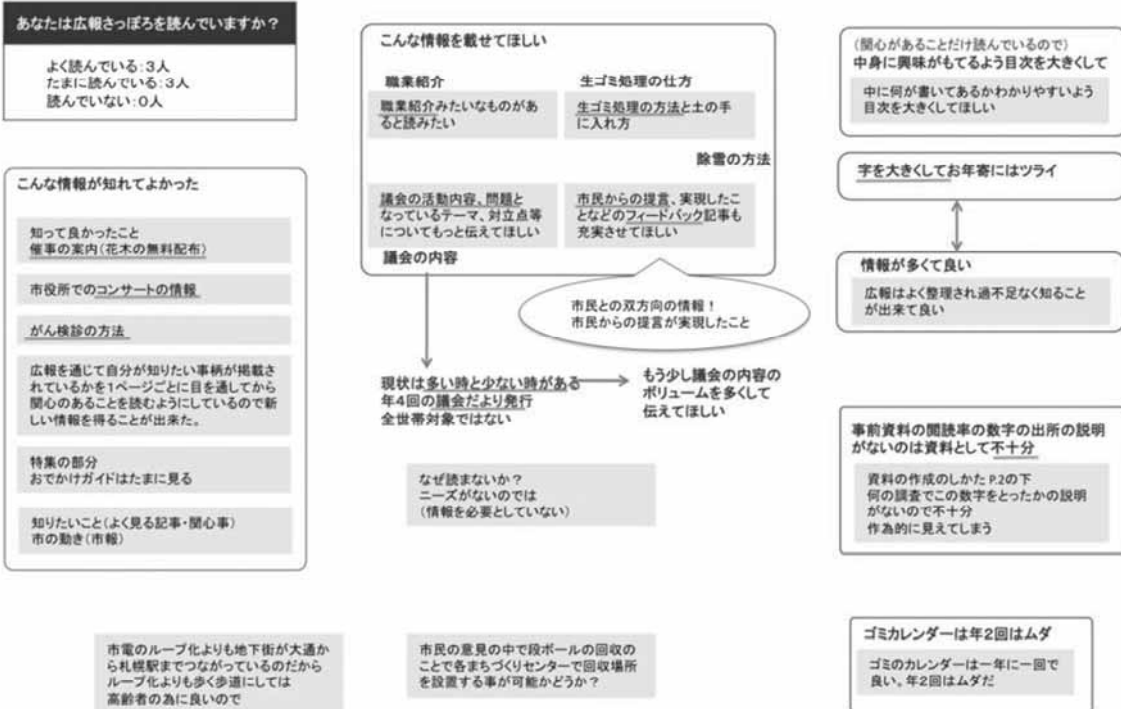 あなたは広報さっぽろを読んでいますか？
よく読んでいる：3人
たまに読んでいる：3人
読んでいない：0人
こんな情報が知れてよかった
知って良かったこと
催事の案内（花木の無料配布）
市役所でのコンサートの情報
がん検診の方法
広報を通じて自分が知りたい事柄が掲載さ
れているかを1ページごとに目を通してから
関心のあることを読むようにしているので新
しい情報を得ることが出来た。
特集の部分
おでかけガイドはたまに見る
知りたいこと（よく見る記事・関心事）
市の動き（市報）
こんな情報を載せてほしい
職業紹介
職業紹介みたいなものがあ
ると読みたい
生ゴミ処理の仕方
生ゴミ処理の方法と土の手
に入れ方
除雪の方法
議会の活動内容、問題と
なっているテーマ、対立点等
についてもっと伝えてほしい
市民からの提言、実現したこ
となどのフィードバック記事も
充実させてほしい
議会の内容
市民との双方向の情報！
市民からの提言が実現したこと
現状は多い時と少ない時がある
年4回の議会だより発行
全世帯対象ではない
もう少し議会の内容の
ボリュームを多くして
伝えてほしい
なぜ読まないか？
ニーズがないのでは
（情報を必要としていない）
（関心があることだけ読んでいるので）
中身に興味がもてるよう目次を大きくして
中に何が書いてあるかわかりやすいよう
目次を大きくしてほしい
字を大きくしてお年寄にはツライ
情報が多くて良い
広報はよく整理され過不足なく知ること
が出来て良い
事前資料の閲読率の数字の出所の説明
がないのは資料として不十分
資料の作成のしかた P.2の下
何の調査でこの数字をとったかの説明
がないので不十分
作為的に見えてしまう
市電のループ化よりも地下街が大通か
ら札幌駅までつながっているのだから
ループ化よりも歩く歩道にしては
高齢者の為に良いので
市民の意見の中で段ボールの回収の
ことで各まちづくりセンターで回収場所
を設置する事が可能かどうか？
ゴミカレンダーは年2回はムダ
ゴミのカレンダーは一年に一回で
良い。年2回はムダだ